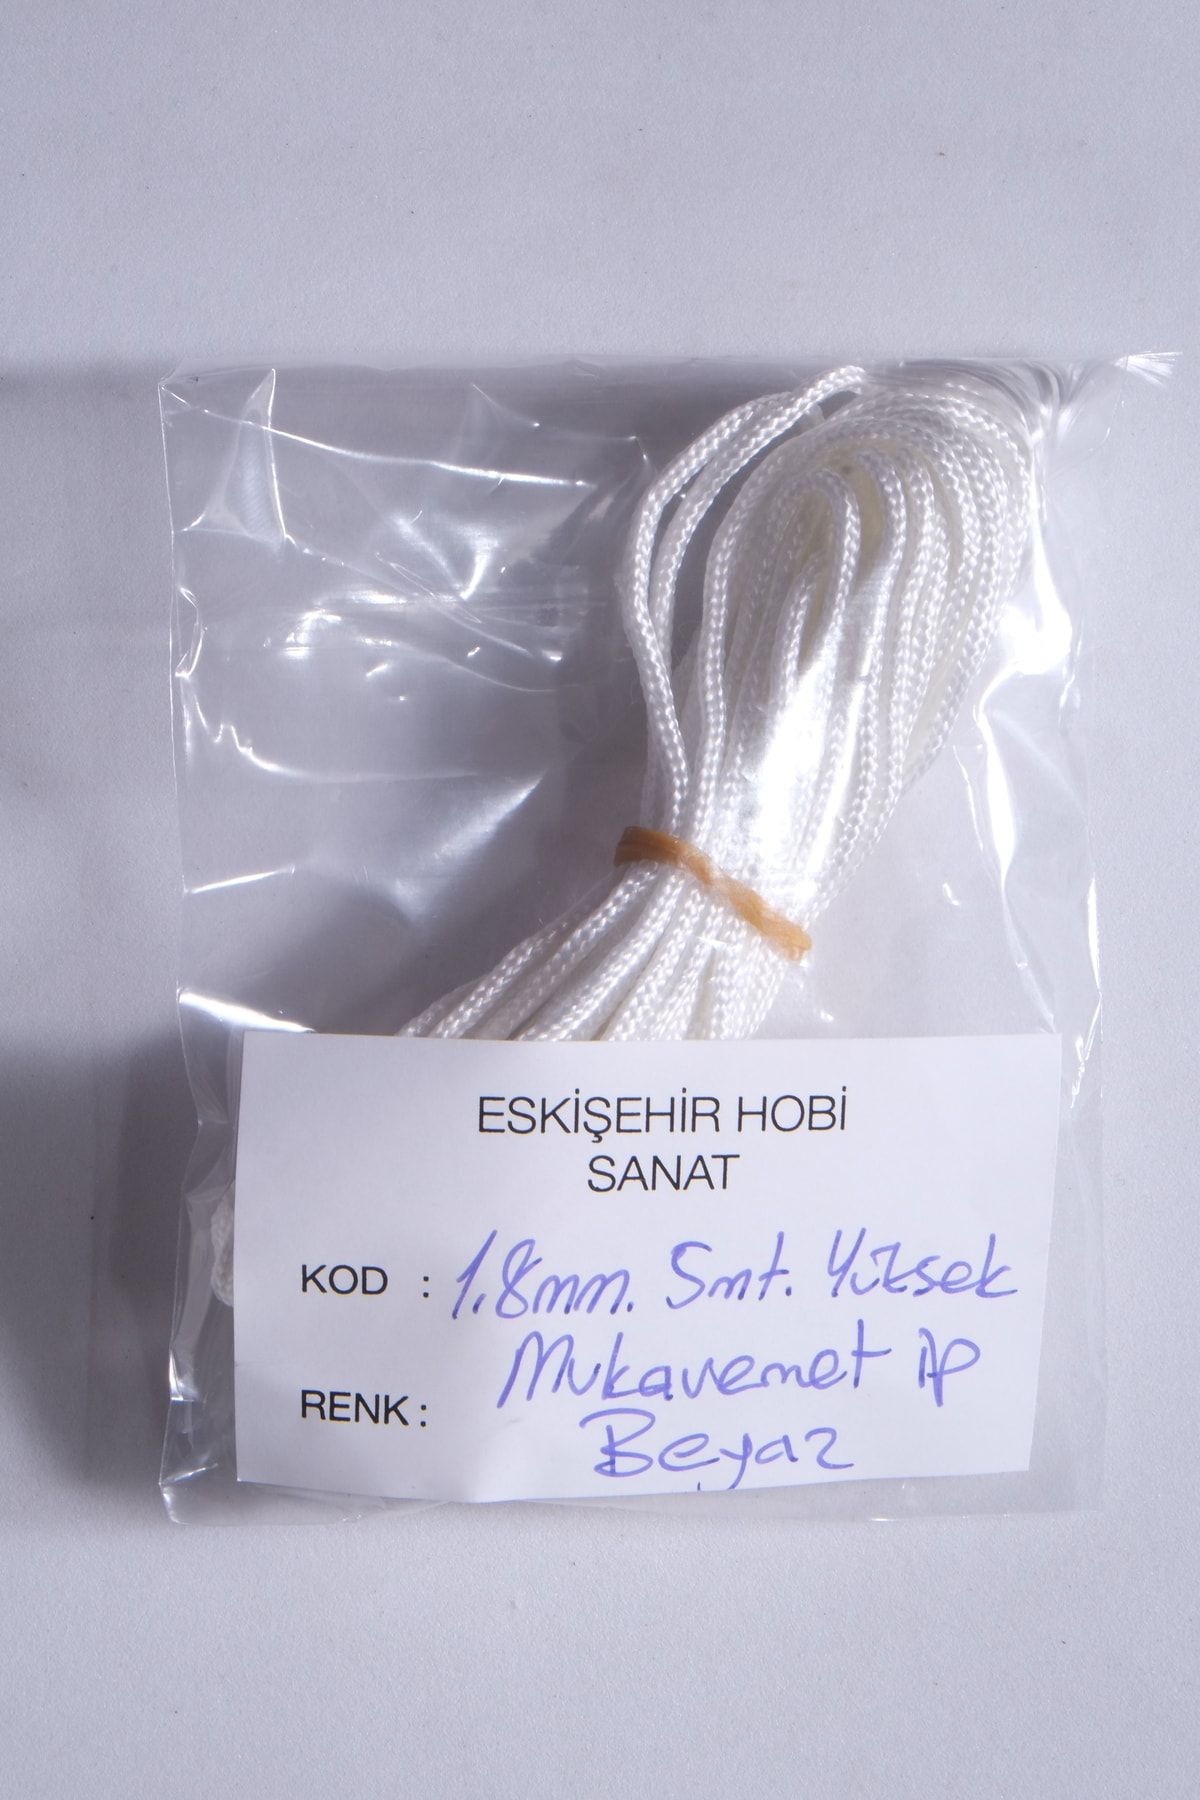 ESKİŞEHİR HOBİ
SANAT
KOD : 1.8mm. 5mt. Yüksek
Mukavemet ip
RENK : Beyaz